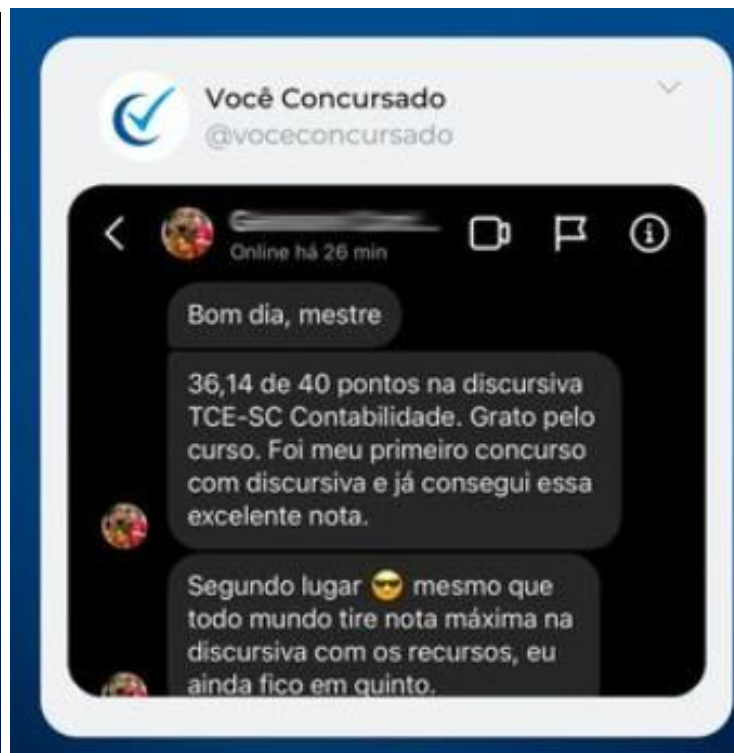 Você Concursado
@voceconcursado
Online há 26 min
Bom dia, mestre
36,14 de 40 pontos na discursiva
TCE-SC Contabilidade. Grato pelo
curso. Foi meu primeiro concurso
com discursiva e já consegui essa
excelente nota.
Segundo lugar 😎 mesmo que
todo mundo tire nota máxima na
discursiva com os recursos, eu
ainda fico em quinto.